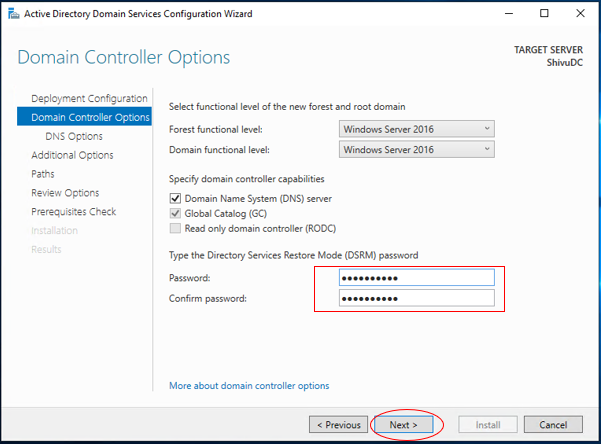 Active Directory Domain Services Configuration Wizard
Domain Controller Options
TARGET SERVER
ShivuDC
Deployment Configuration
Domain Controller Options
DNS Options
Additional Options
Paths
Review Options
Prerequisites Check
Installation
Results
Select functional level of the new forest and root domain
Forest functional level: Windows Server 2016
Domain functional level: Windows Server 2016
Specify domain controller capabilities
Domain Name System (DNS) server
Global Catalog (GC)
Read only domain controller (RODC)
Type the Directory Services Restore Mode (DSRM) password
Password: ●●●●●●●●●●
Confirm password: ●●●●●●●●●●
More about domain controller options
< Previous Next > Install Cancel